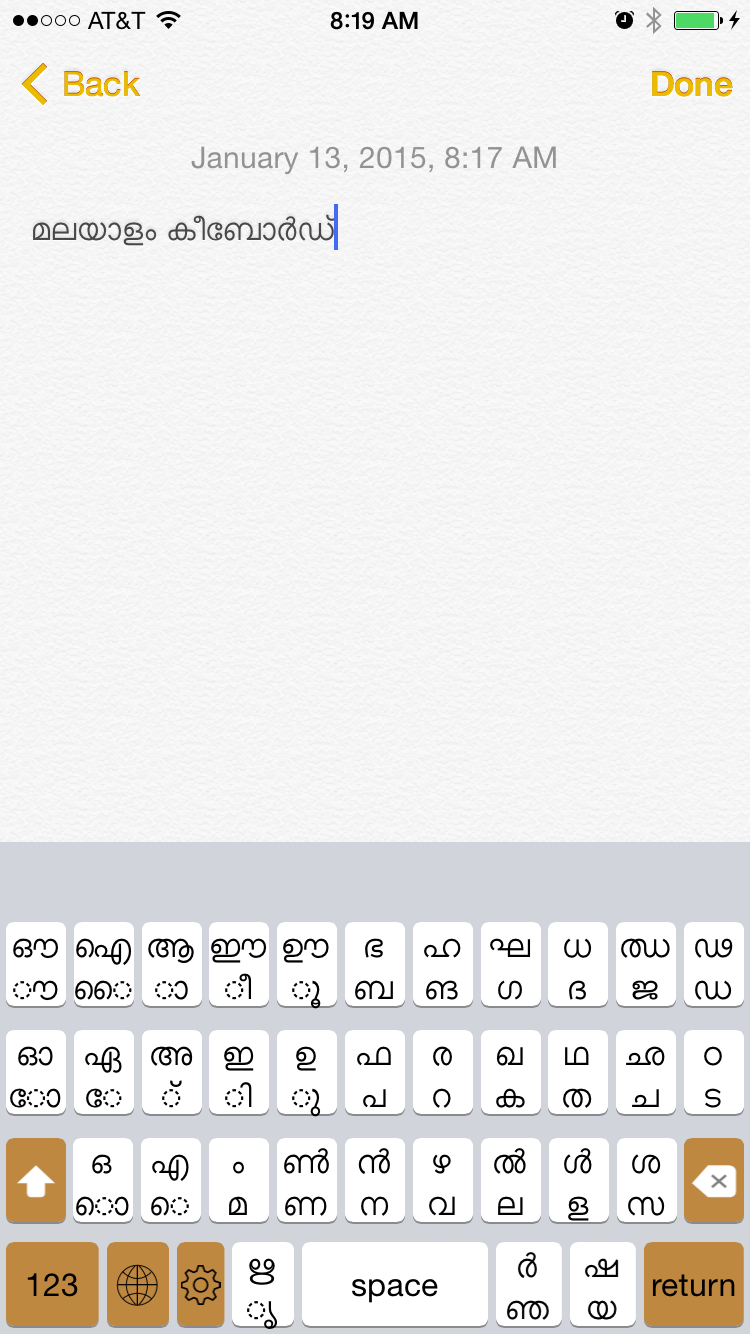 AT&T 8:19 AM
Back Done
January 13, 2015, 8:17 AM
മലയാളം കീബോർഡ്
ഔ ഐ ആ ഈ ഊ ഭ ഹ ഘ ധ ഝ ഢ
ൗ ൈ ാ ീ ൂ ബ ങ ഗ ദ ജ ഡ
ഓ ഏ അ ഇ ഉ ഫ ര ഖ ഥ ഛ ഠ
ോ േ ് ി ു പ റ ക ത ച ട
ഒ എ ം ൺ ൻ ഴ ൽ ൾ ശ
ൊ െ മ ണ ന വ ല ള സ
ഋ ർ ഷ
123 ൃ space ഞ യ return